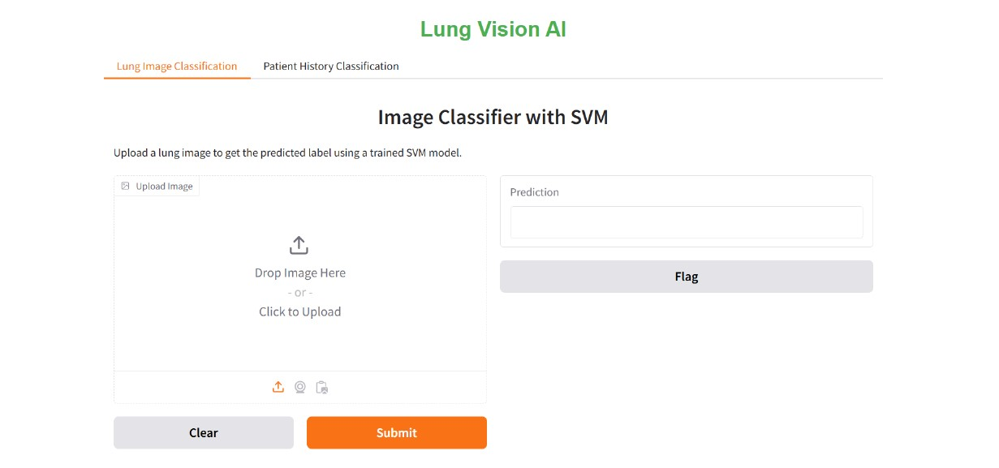 Lung Vision AI
Lung Image Classification
Patient History Classification
Image Classifier with SVM
Upload a lung image to get the predicted label using a trained SVM model.
Upload Image
Drop Image Here
- or -
Click to Upload
Clear
Submit
Prediction
Flag